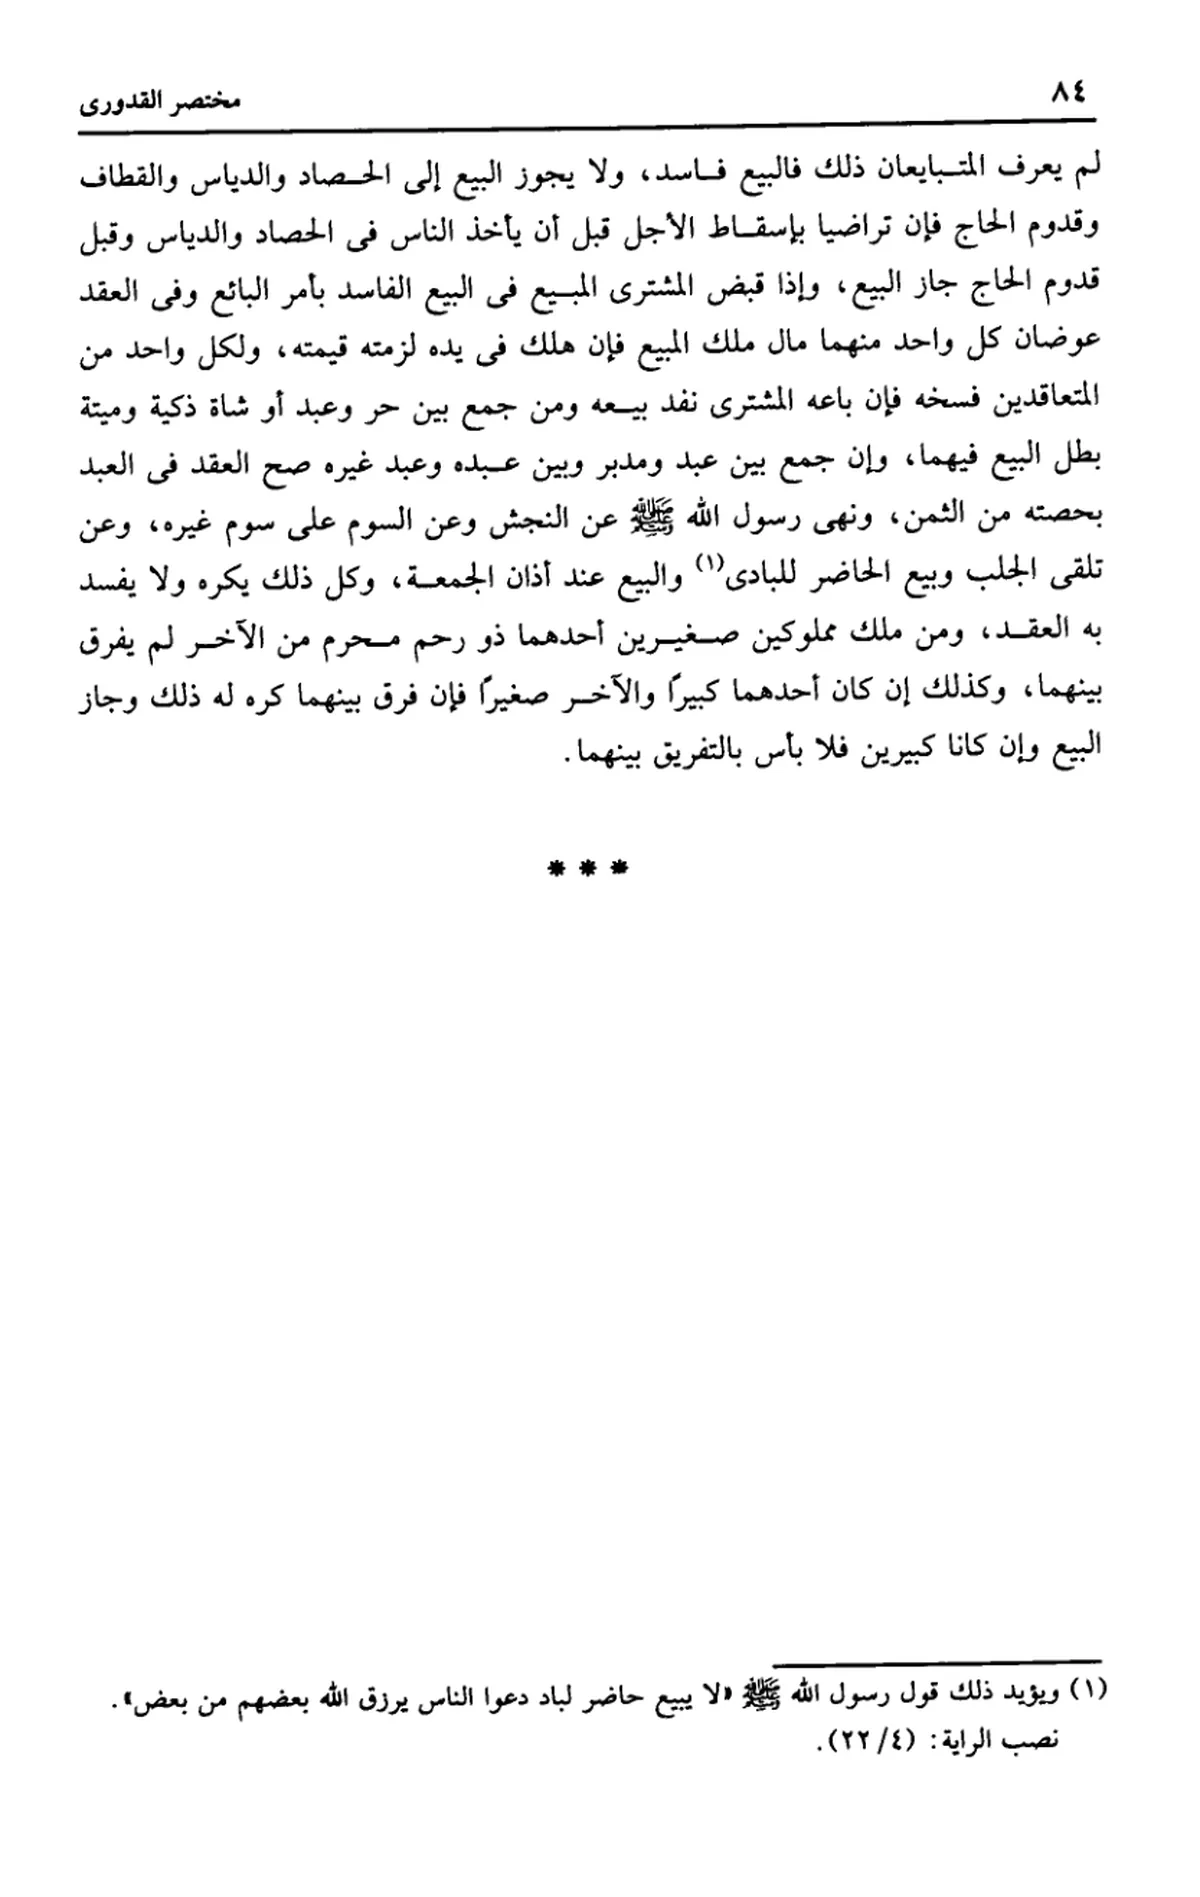 ٨٤
مختصر القدورى
لم يعرف المتبايعان ذلك فالبيع فاسد، ولا يجوز البيع إلى الحصاد والدياس والقطاف
وقدوم الحاج فإن تراضيا بإسقاط الأجل قبل أن يأخذ الناس فى الحصاد والدياس وقبل
قدوم الحاج جاز البيع، وإذا قبض المشترى المبيع فى البيع الفاسد بأمر البائع وفى العقد
عوضان كل واحد منهما مال ملك المبيع فإن هلك فى يده لزمته قيمته، ولكل واحد من
المتعاقدين فسخه فإن باعه المشترى نفد بيعه ومن جمع بين حر وعبد أو شاة ذكية وميتة
بطل البيع فيهما، وإن جمع بين عبد ومدبر وبين عبده وعبد غيره صح العقد فى العبد
بحصته من الثمن، ونهى رسول الله ﷺ عن النجش وعن السوم على سوم غيره، وعن
تلقى الجلب وبيع الحاضر للبادى(١) والبيع عند أذان الجمعة، وكل ذلك يكره ولا يفسد
به العقد، ومن ملك مملوكين صغيرين أحدهما ذو رحم محرم من الآخر لم يفرق
بينهما، وكذلك إن كان أحدهما كبيرًا والآخر صغيرًا فإن فرق بينهما كره له ذلك وجاز
البيع وإن كانا كبيرين فلا بأس بالتفريق بينهما.
* * *
(١) ويؤيد ذلك قول رسول الله ﷺ «لا يبيع حاضر لباد دعوا الناس يرزق الله بعضهم من بعض».
نصب الراية: (٤/ ٢٢).